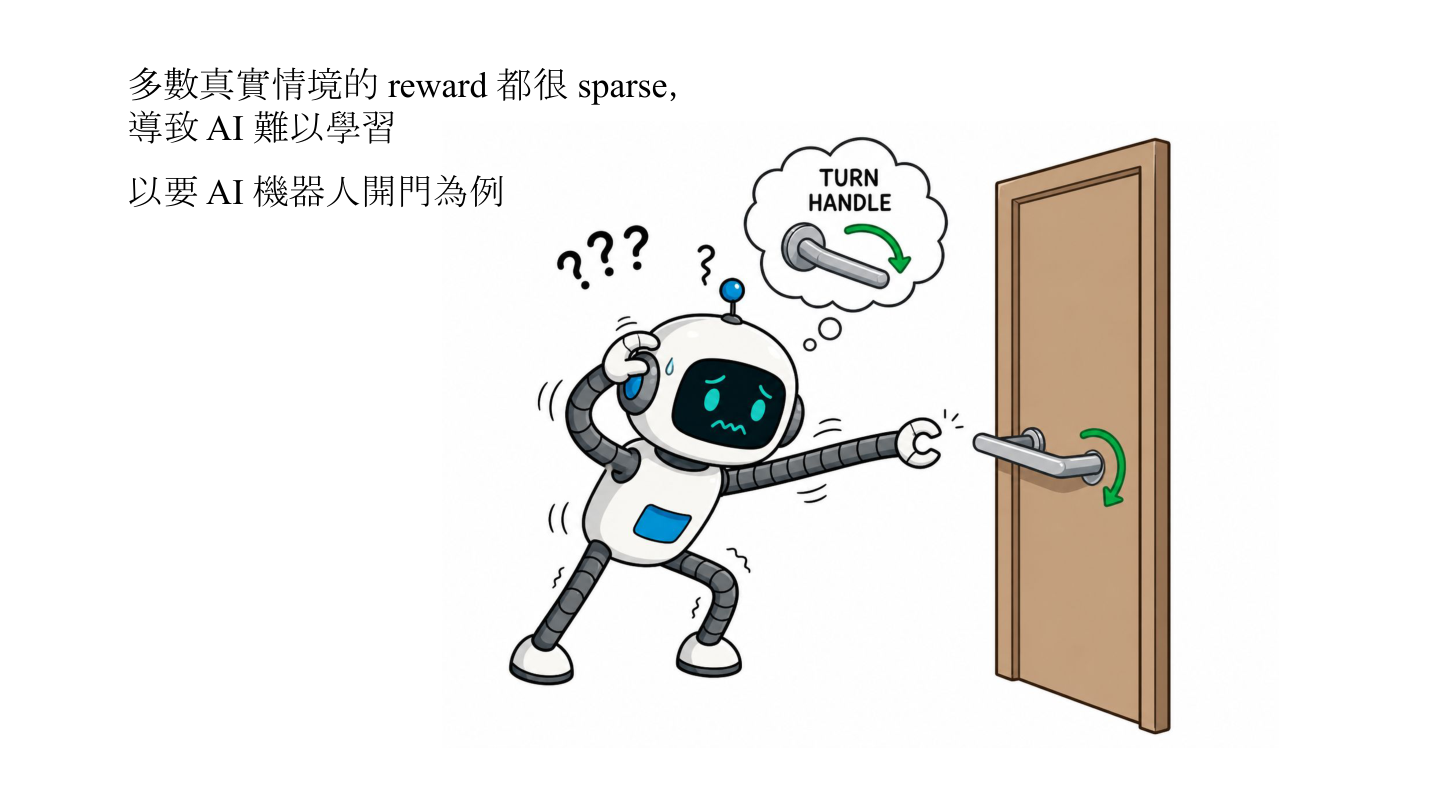 多數真實情境的 reward 都很 sparse,
導致 AI 難以學習
以要 AI 機器人開門為例
???
?
TURN
HANDLE